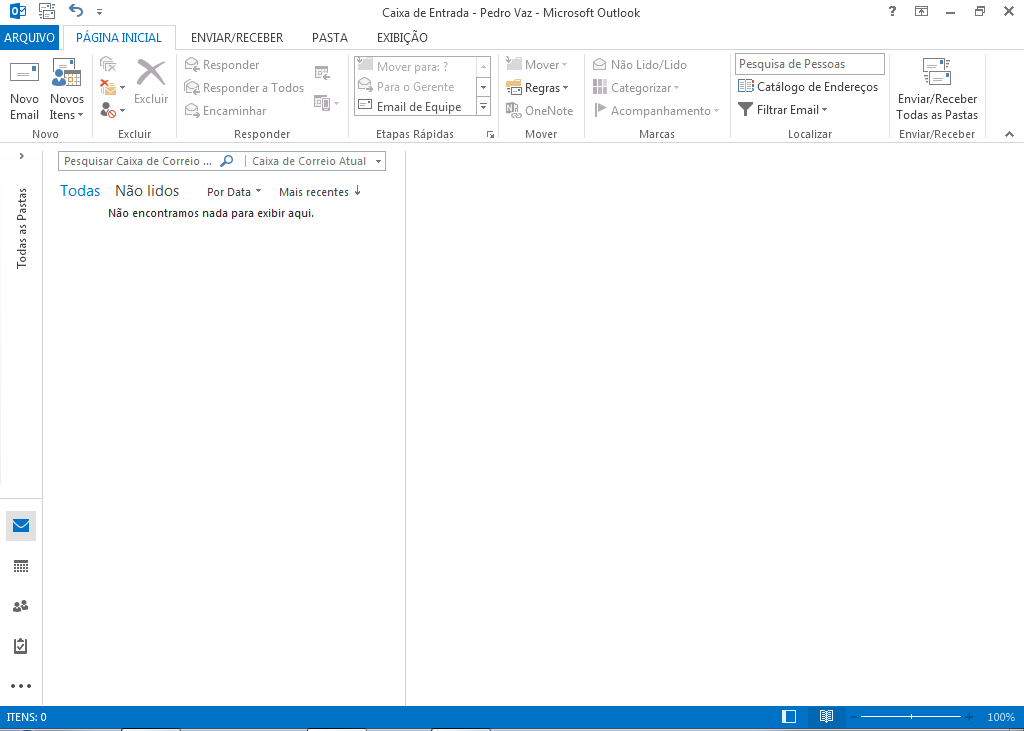 Caixa de Entrada - Pedro Vaz - Microsoft Outlook
ARQUIVO PÁGINA INICIAL ENVIAR/RECEBER PASTA EXIBIÇÃO
Novo Email
Novos Itens
Novo
Excluir
Excluir
Responder
Responder a Todos
Encaminhar
Responder
Mover para: ?
Para o Gerente
Email de Equipe
Etapas Rápidas
Mover
Regras
OneNote
Mover
Não Lido/Lido
Categorizar
Acompanhamento
Marcas
Pesquisa de Pessoas
Catálogo de Endereços
Filtrar Email
Localizar
Enviar/Receber
Todas as Pastas
Enviar/Receber
Todas as Pastas
Pesquisar Caixa de Correio ... Caixa de Correio Atual
Todas Não lidos Por Data Mais recentes
Não encontramos nada para exibir aqui.
ITENS: 0 100%